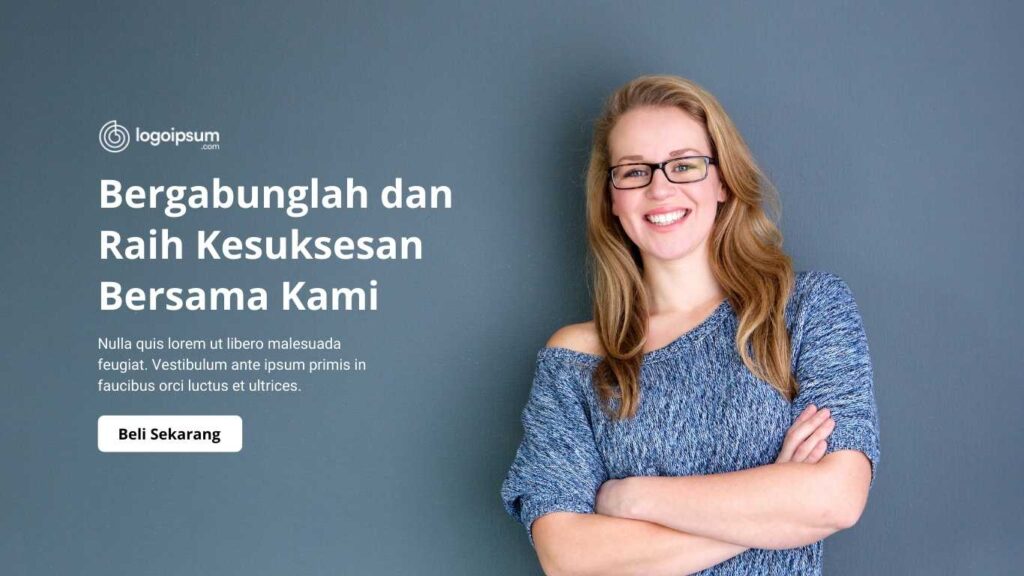 logoipsum
.com
Bergabunglah dan
Raih Kesuksesan
Bersama Kami
Nulla quis lorem ut libero malesuada
feugiat. Vestibulum ante ipsum primis in
faucibus orci luctus et ultrices.
Beli Sekarang